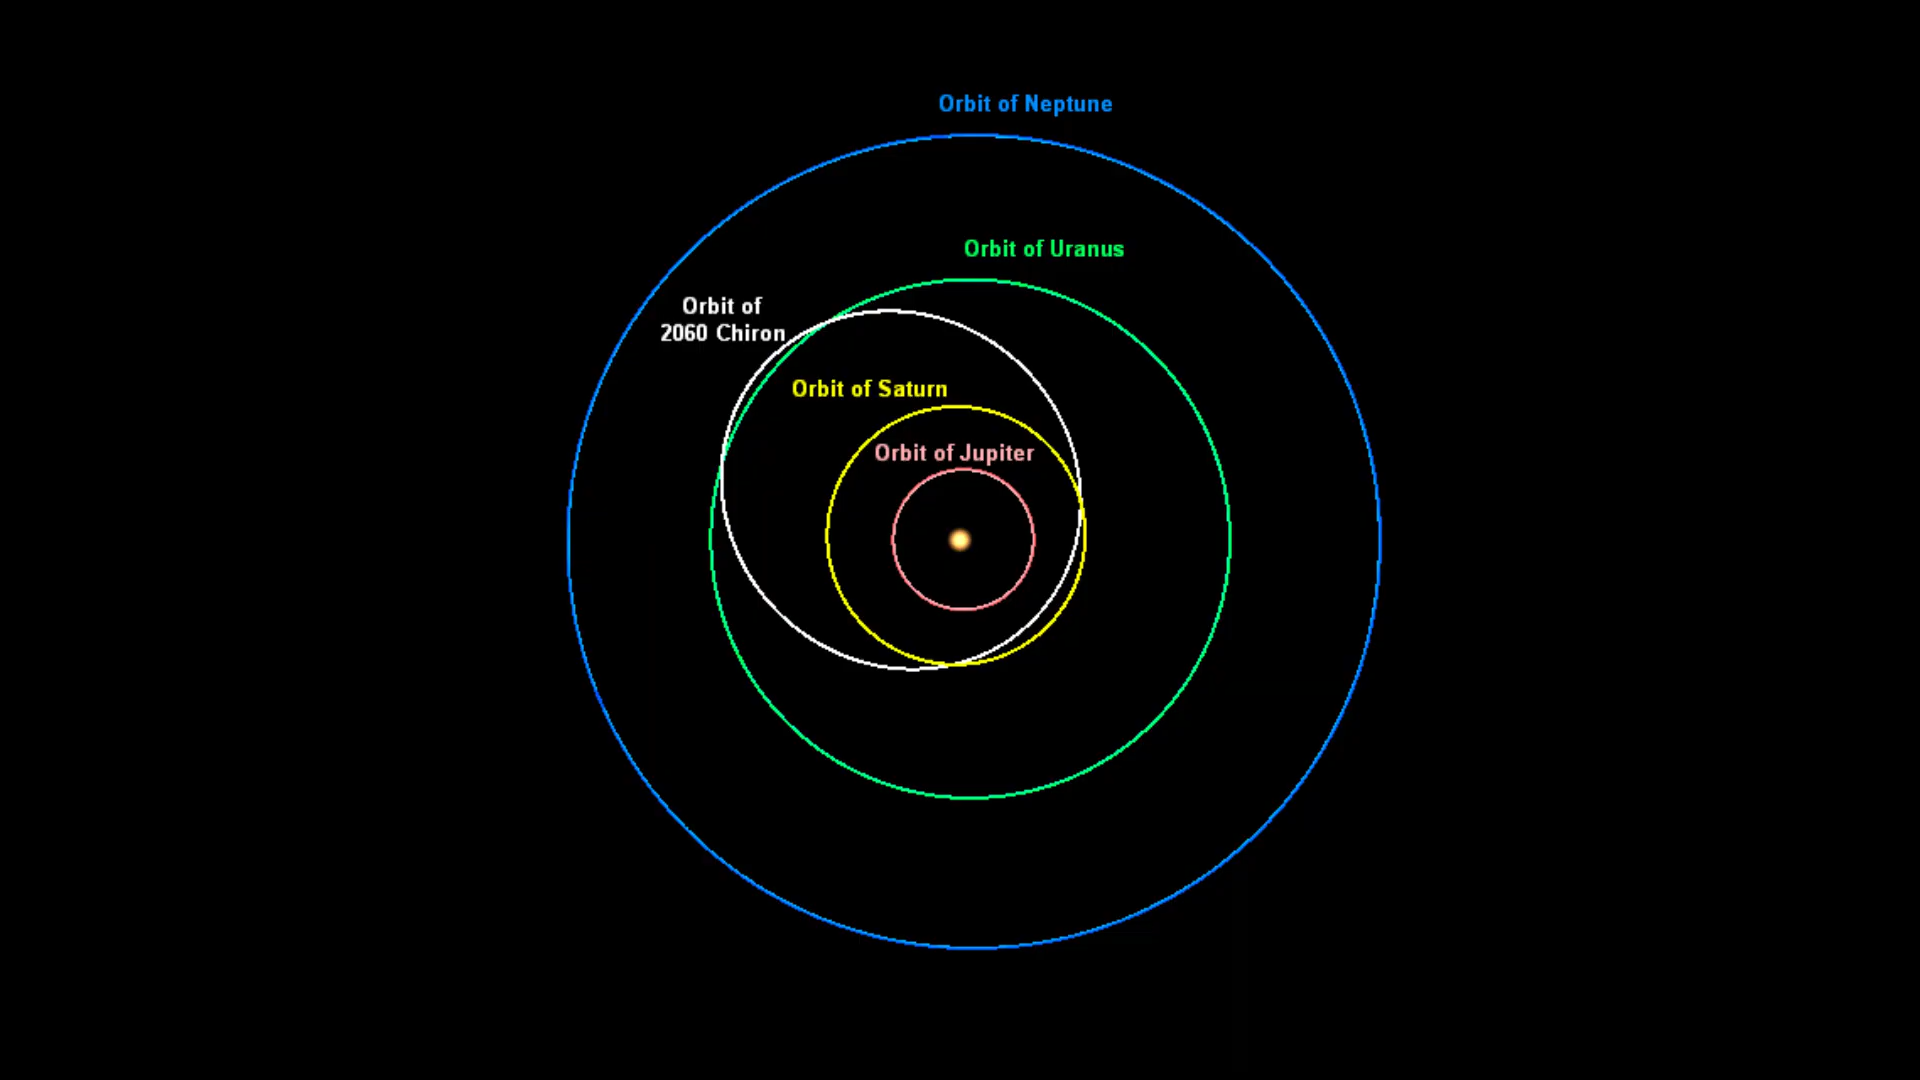 Orbit of Neptune
Orbit of Uranus
Orbit of
2060 Chiron
Orbit of Saturn
Orbit of Jupiter